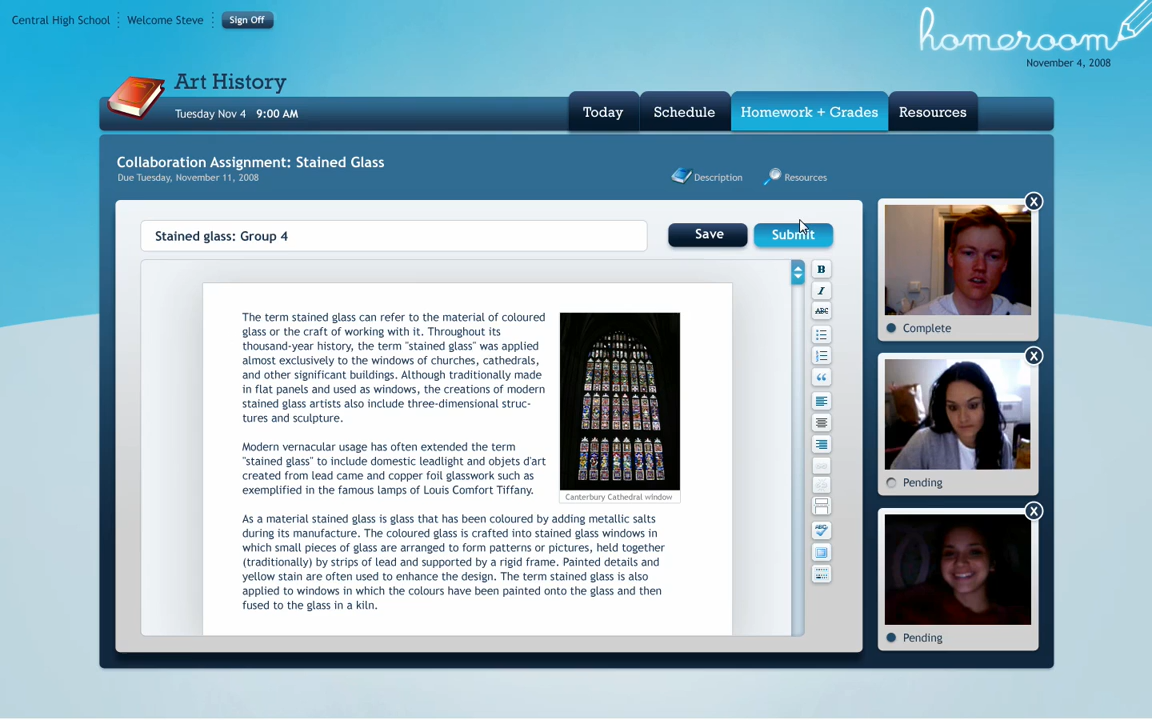 Central High School
Welcome Steve
Sign Off
homeroom
November 4, 2008
Art History
Tuesday Nov 4 9:00 AM
Today
Schedule
Homework + Grades
Resources
Collaboration Assignment: Stained Glass
Due Tuesday, November 11, 2008
Description
Resources
Stained glass: Group 4
Save
Submit
The term stained glass can refer to the material of coloured
glass or the craft of working with it. Throughout its
thousand-year history, the term "stained glass" was applied
almost exclusively to the windows of churches, cathedrals,
and other significant buildings. Although traditionally made
in flat panels and used as windows, the creations of modern
stained glass artists also include three-dimensional struc-
tures and sculpture.
Modern vernacular usage has often extended the term
"stained glass" to include domestic leadlight and objets d'art
created from lead came and copper foil glasswork such as
exemplified in the famous lamps of Louis Comfort Tiffany.
Canterbury Cathedral window
As a material stained glass is glass that has been coloured by adding metallic salts
during its manufacture. The coloured glass is crafted into stained glass windows in
which small pieces of glass are arranged to form patterns or pictures, held together
(traditionally) by strips of lead and supported by a rigid frame. Painted details and
yellow stain are often used to enhance the design. The term stained glass is also
applied to windows in which the colours have been painted onto the glass and then
fused to the glass in a kiln.
B
I
ABC
X
Complete
X
Pending
X
Pending